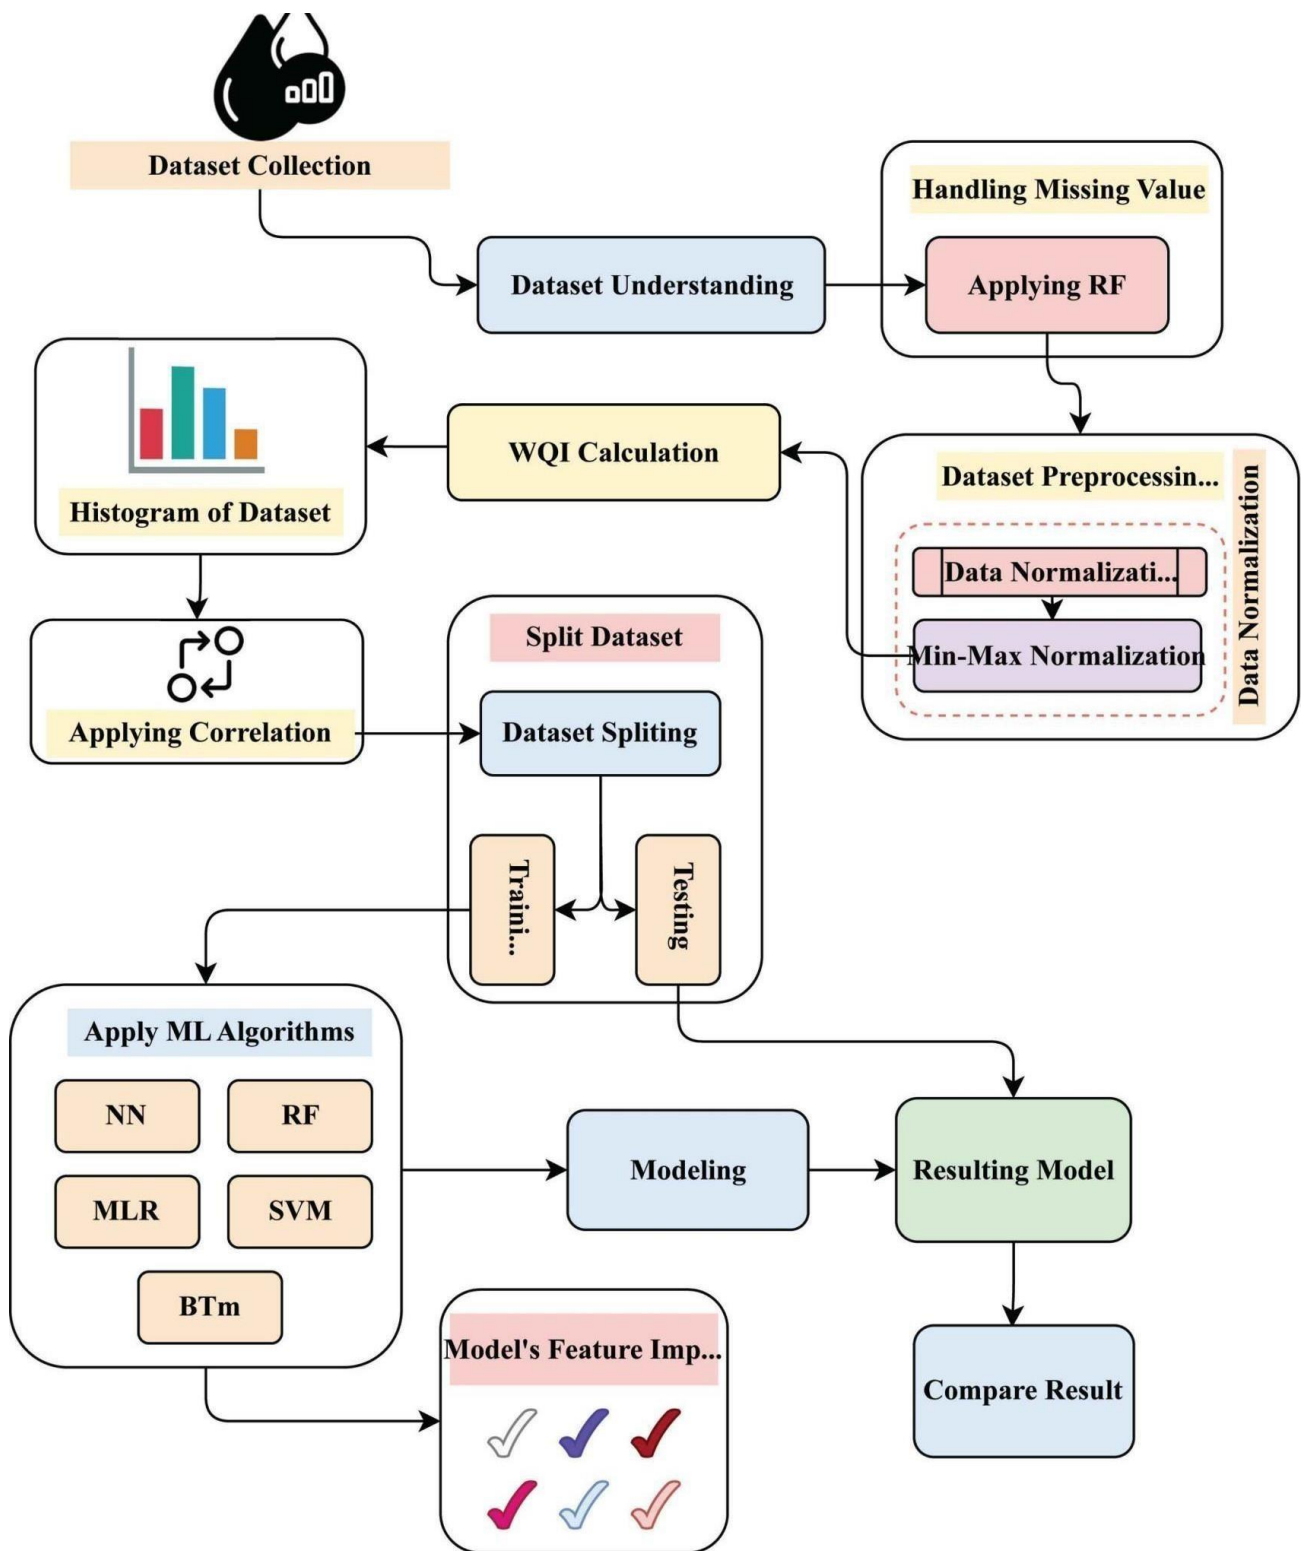 Dataset Collection
Handling Missing Value
Dataset Understanding
Applying RF
WQI Calculation
Histogram of Dataset
Dataset Preprocessin...
Data Normalization
Data Normalizati...
Min-Max Normalization
Applying Correlation
Split Dataset
Dataset Spliting
Traini...
Testing
Apply ML Algorithms
NN
RF
MLR
SVM
BTm
Modeling
Resulting Model
Model's Feature Imp...
Compare Result